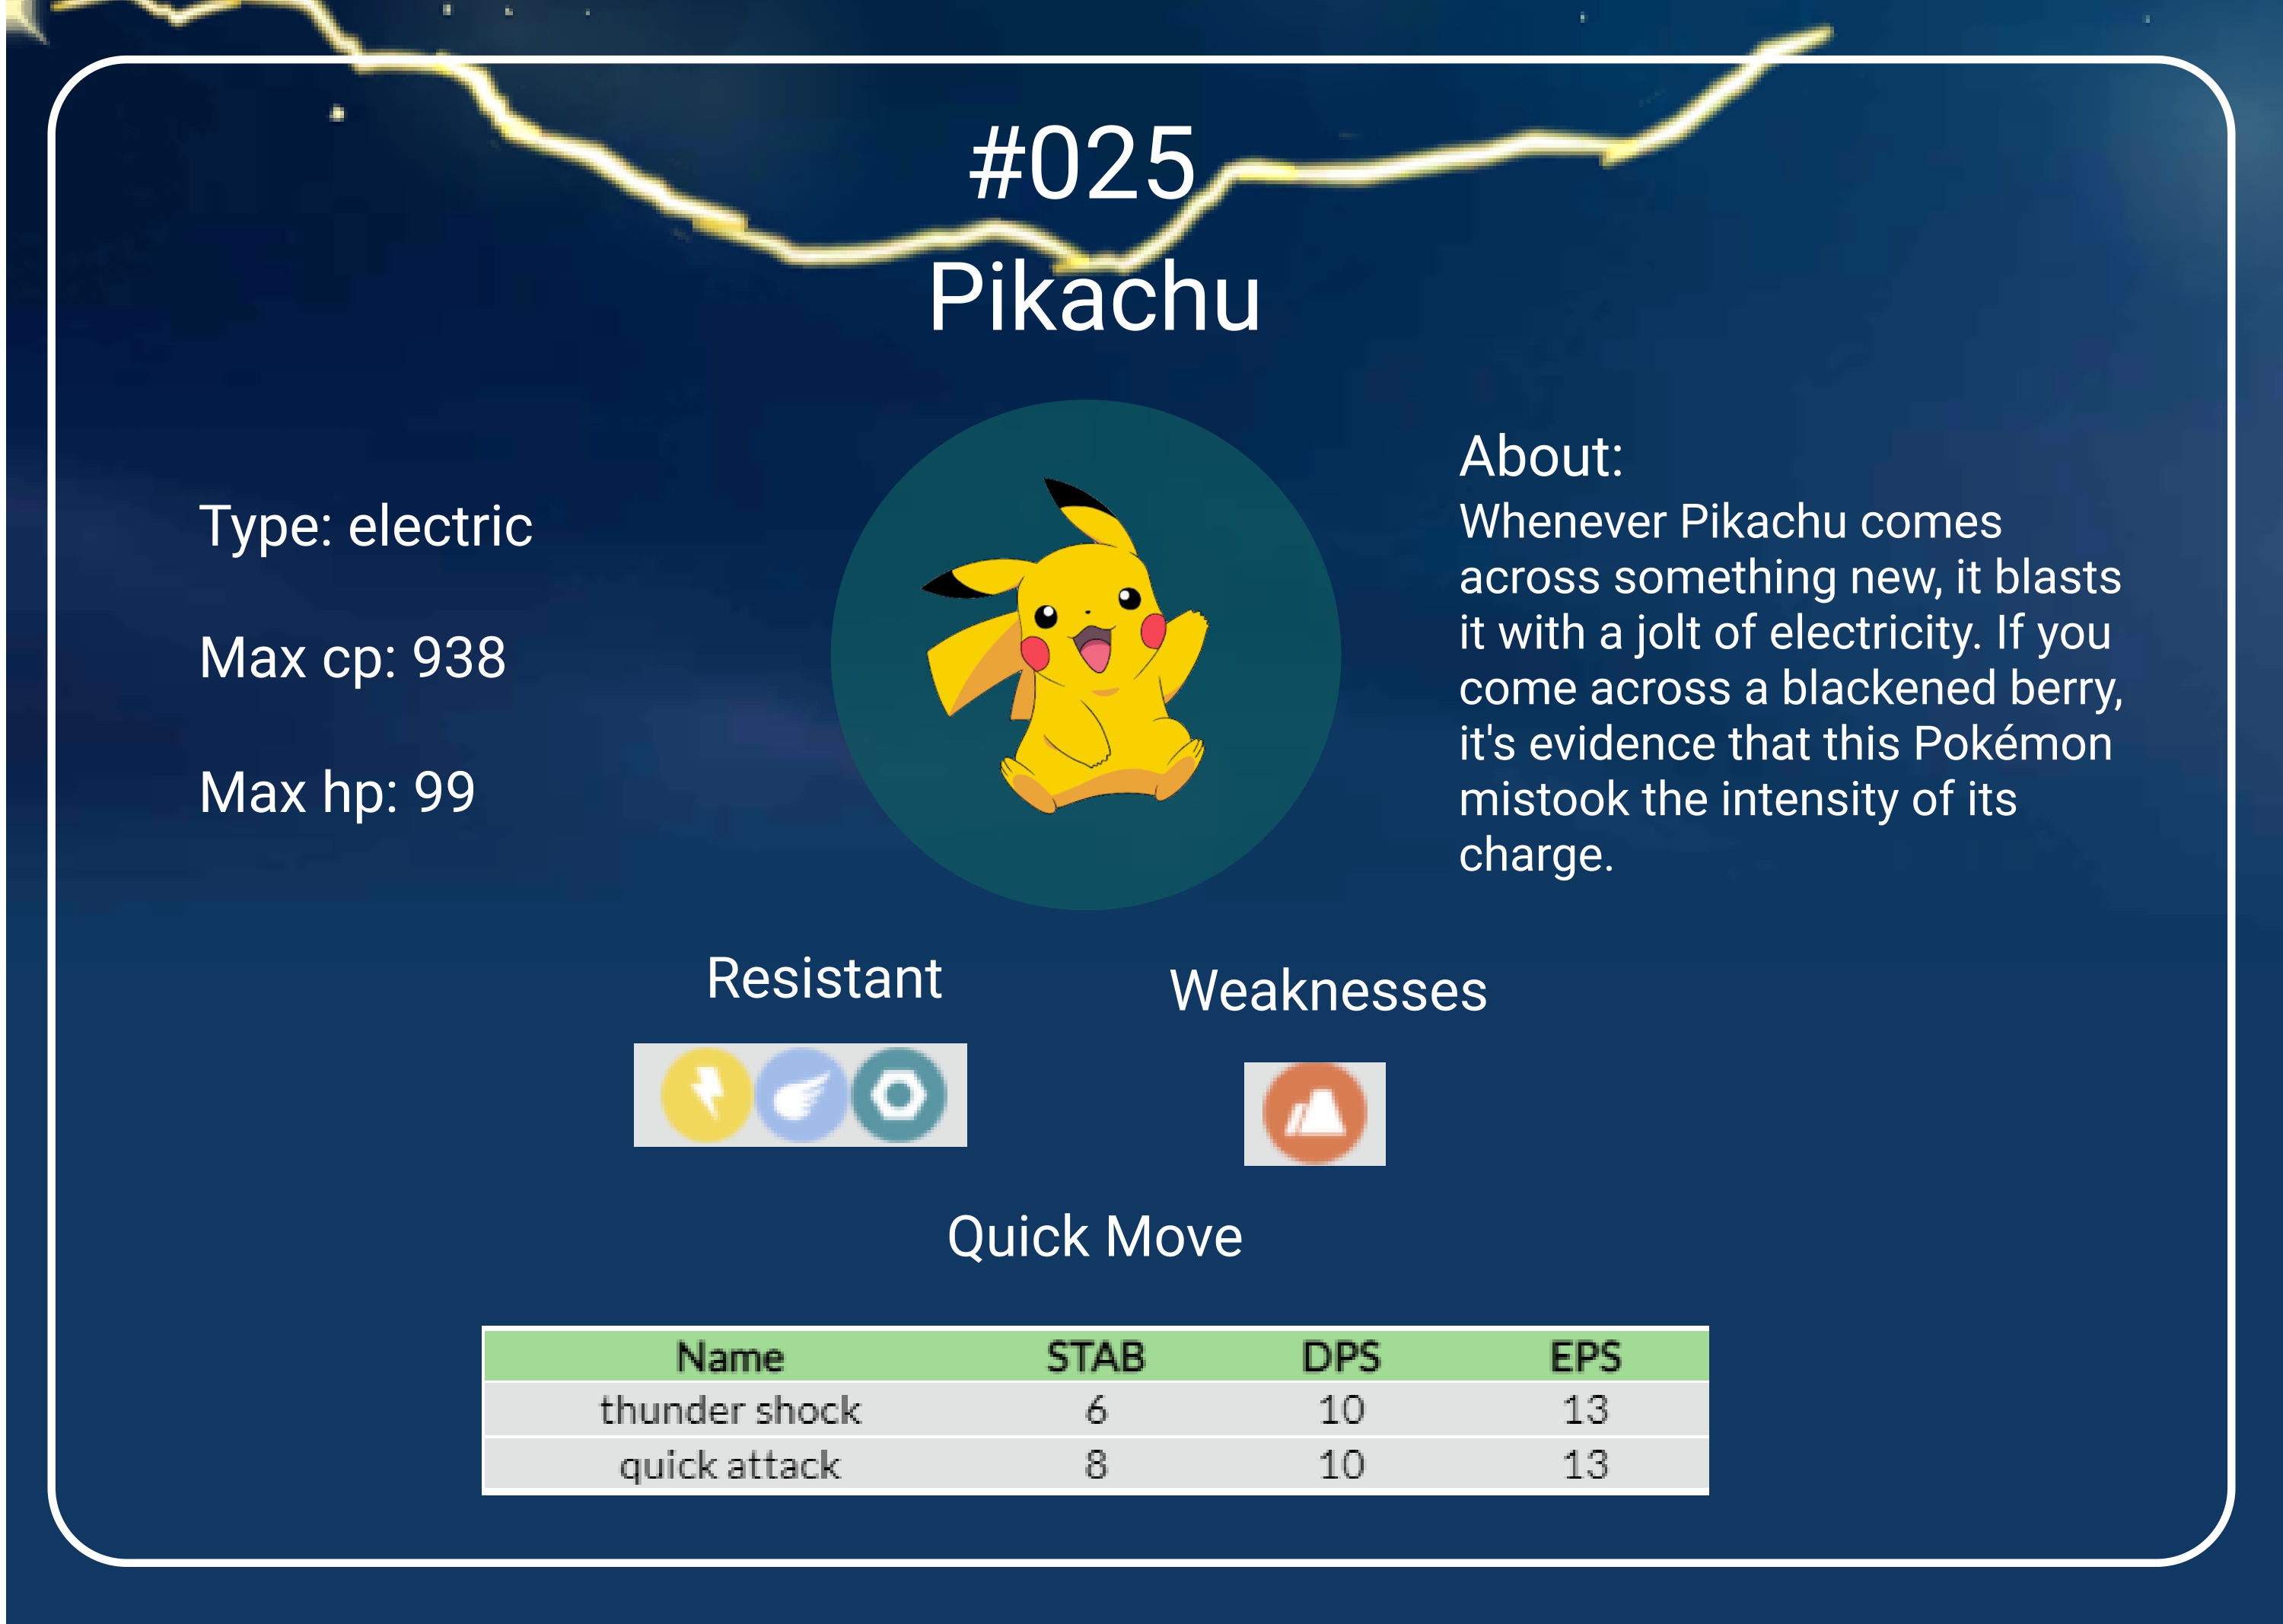 #025
Pikachu
Type: electric
Max cp: 938
Max hp: 99
About:
Whenever Pikachu comes
across something new, it blasts
it with a jolt of electricity. If you
come across a blackened berry,
it's evidence that this Pokémon
mistook the intensity of its
charge.
Resistant
Weaknesses
Quick Move
Name STAB DPS EPS
thunder shock 6 10 13
quick attack 8 10 13